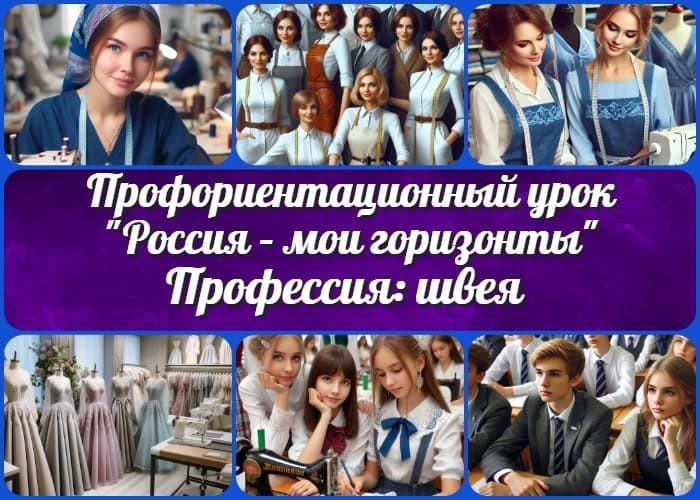 Профориентационный урок
"Россия – мои горизонты"
Профессия: швея